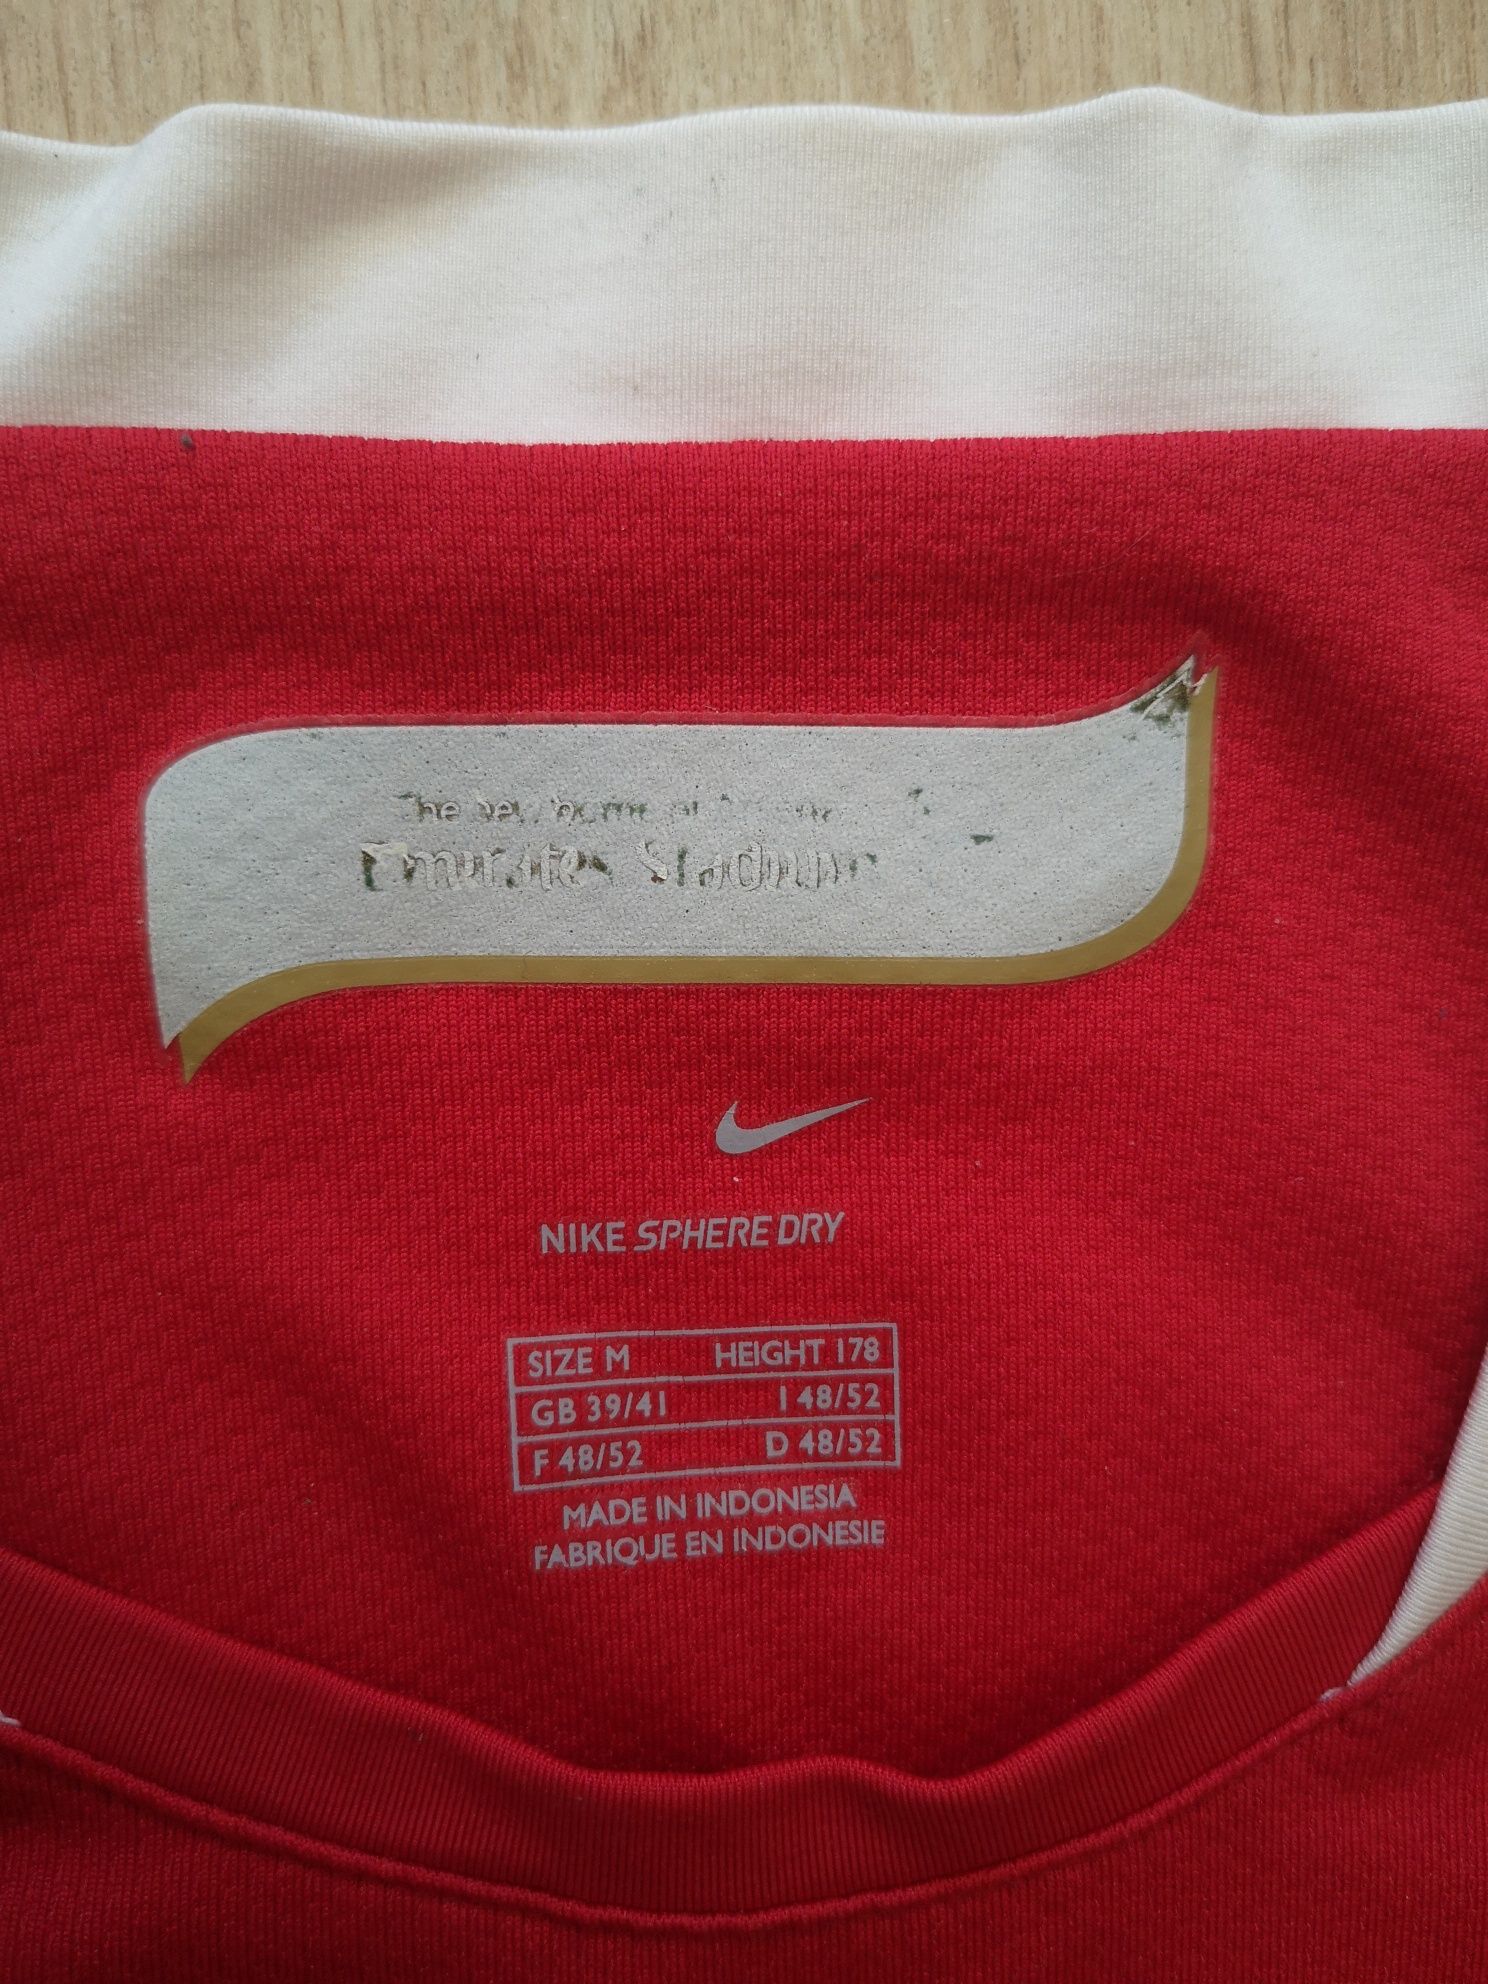 Emirates Stadium
NIKE SPHERE DRY
SIZE M HEIGHT 178
GB 39/41 I 48/52
F 48/52 D 48/52
MADE IN INDONESIA
FABRIQUE EN INDONESIE